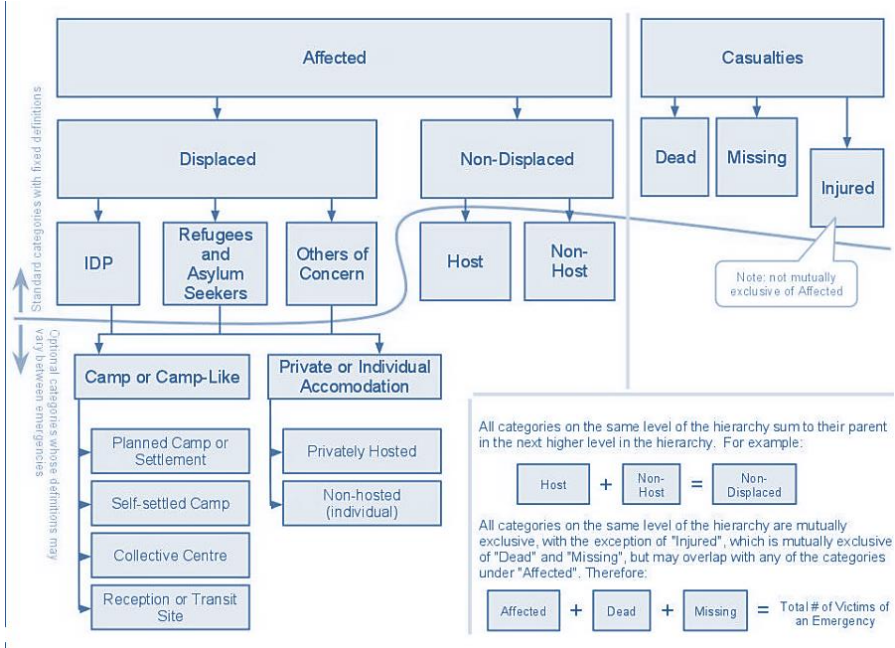 Affected
Casualties
Displaced
Non-Displaced
Dead
Missing
Injured
IDP
Refugees
and
Asylum
Seekers
Others of
Concern
Host
Non-
Host
Note: not mutually
exclusive of Affected
Standard categories with fixed definitions
Optional categories whose definitions may
vary between emergencies
Camp or Camp-Like
Private or Individual
Accomodation
Planned Camp or
Settlement
Self-settled Camp
Collective Centre
Reception or Transit
Site
Privately Hosted
Non-hosted
(individual)
All categories on the same level of the hierarchy sum to their parent
in the next higher level in the hierarchy. For example:
Host + Non-
Host = Non-
Displaced
All categories on the same level of the hierarchy are mutually
exclusive, with the exception of "Injured", which is mutually exclusive
of "Dead" and "Missing", but may overlap with any of the categories
under "Affected". Therefore:
Affected + Dead + Missing = Total # of Victims of
an Emergency